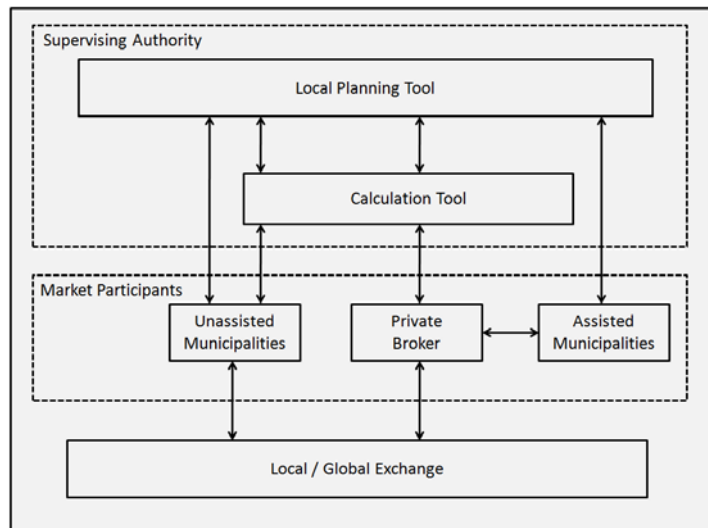 Supervising Authority
Local Planning Tool
Calculation Tool
Market Participants
Unassisted
Municipalities
Private
Broker
Assisted
Municipalities
Local / Global Exchange